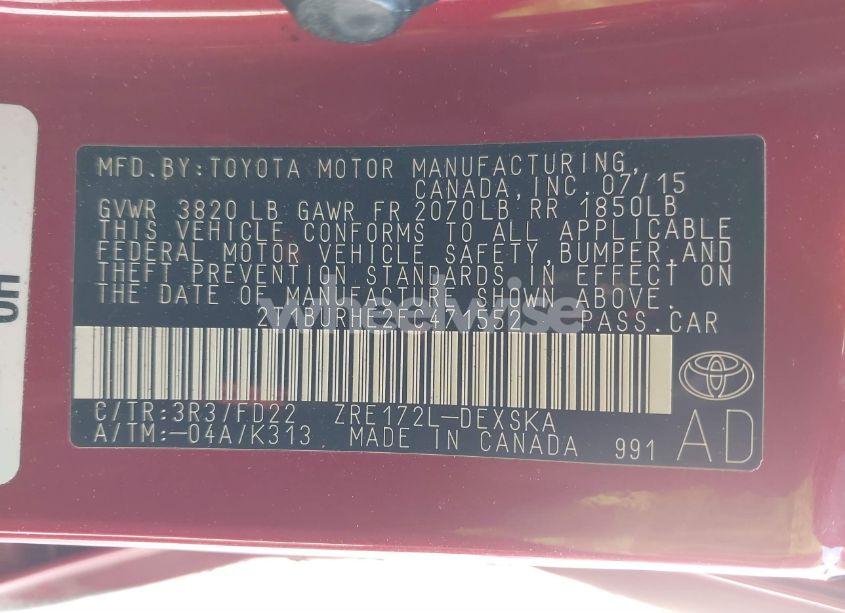 MFD. BY: TOYOTA MOTOR MANUFACTURING,
CANADA, INC. 07/15
GVWR 3820 LB GAWR FR 2070LB RR 1850LB
THIS VEHICLE CONFORMS TO ALL APPLICABLE
FEDERAL MOTOR VEHICLE SAFETY, BUMPER, AND
THEFT PREVENTION STANDARDS IN EFFECT ON
THE DATE OF MANUFACTURE SHOWN ABOVE.
PASS. CAR
C/TR: 3R3/FD22 ZRE172L-DEXSKA
A/TM: -04A/K313 MADE IN CANADA 991
AD
wheelwise